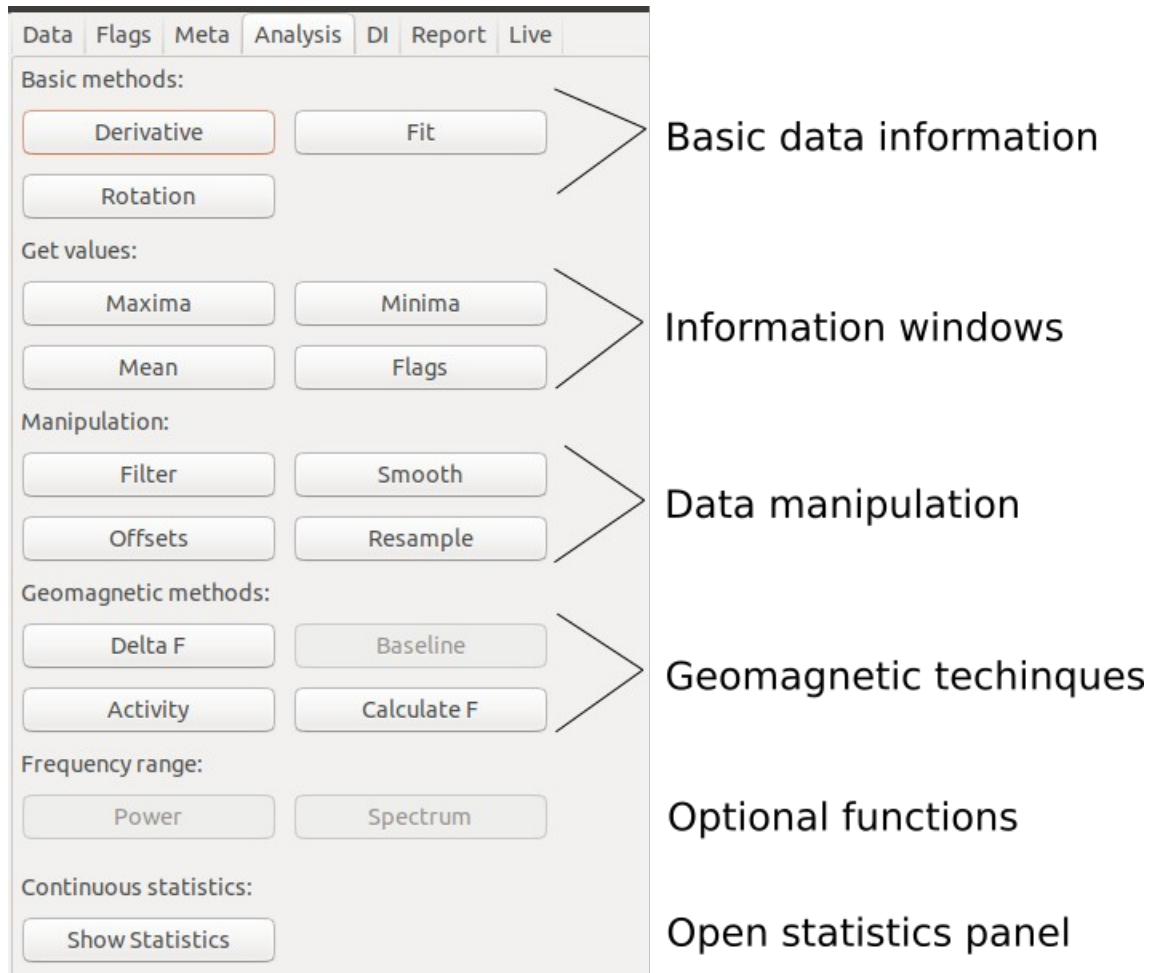 Data Flags Meta Analysis DI Report Live
Basic methods:
Derivative Fit
Basic data information
Rotation
Get values:
Maxima Minima
Information windows
Mean Flags
Manipulation:
Filter Smooth
Data manipulation
Offsets Resample
Geomagnetic methods:
Delta F Baseline
Geomagnetic techinques
Activity Calculate F
Frequency range:
Power Spectrum
Optional functions
Continuous statistics:
Show Statistics
Open statistics panel